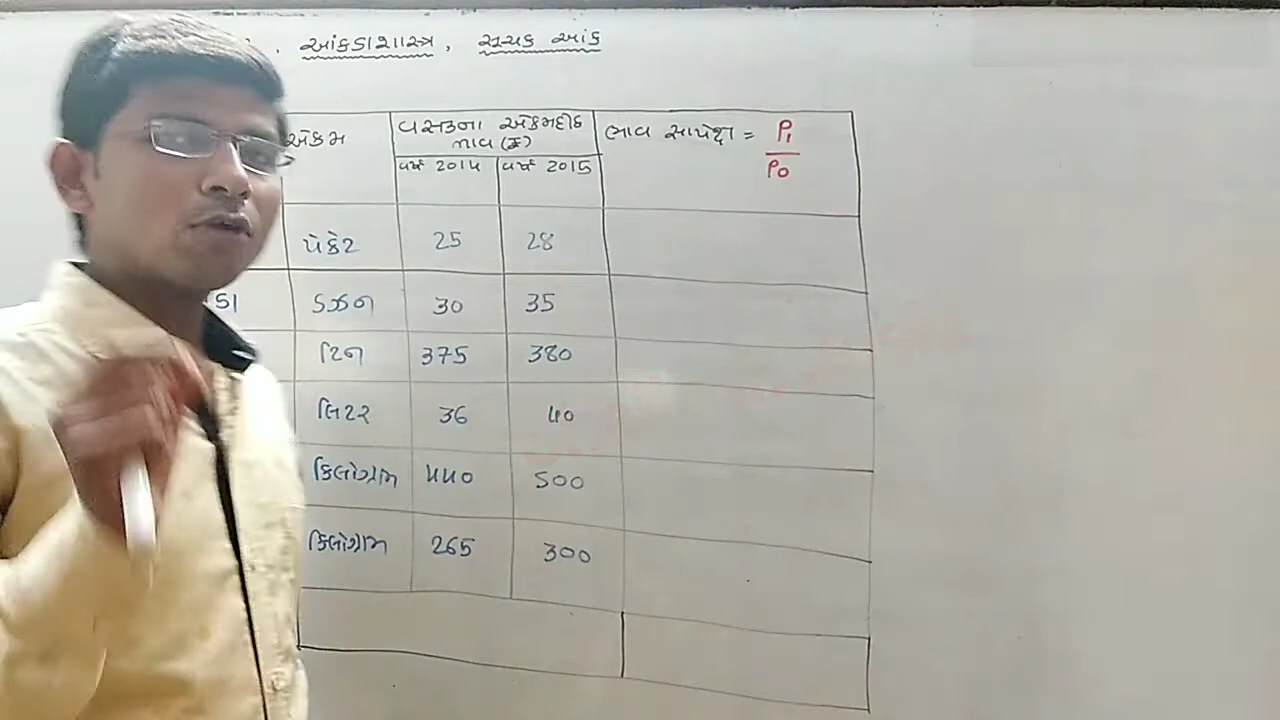 , આંકડાશાસ્ત્ર, સૂચક આંક
એકમ
વસ્તુના એકમદીઠ
ભાવ (₹)
વર્ષ 2014 વર્ષ 2015
ભાવ સાપેક્ષ = P₁
P₀
પેકેટ 25 28
ડા ડઝન 30 35
ટિન 375 380
લિટર 36 40
કિલોગ્રામ 440 500
કિલોગ્રામ 265 300